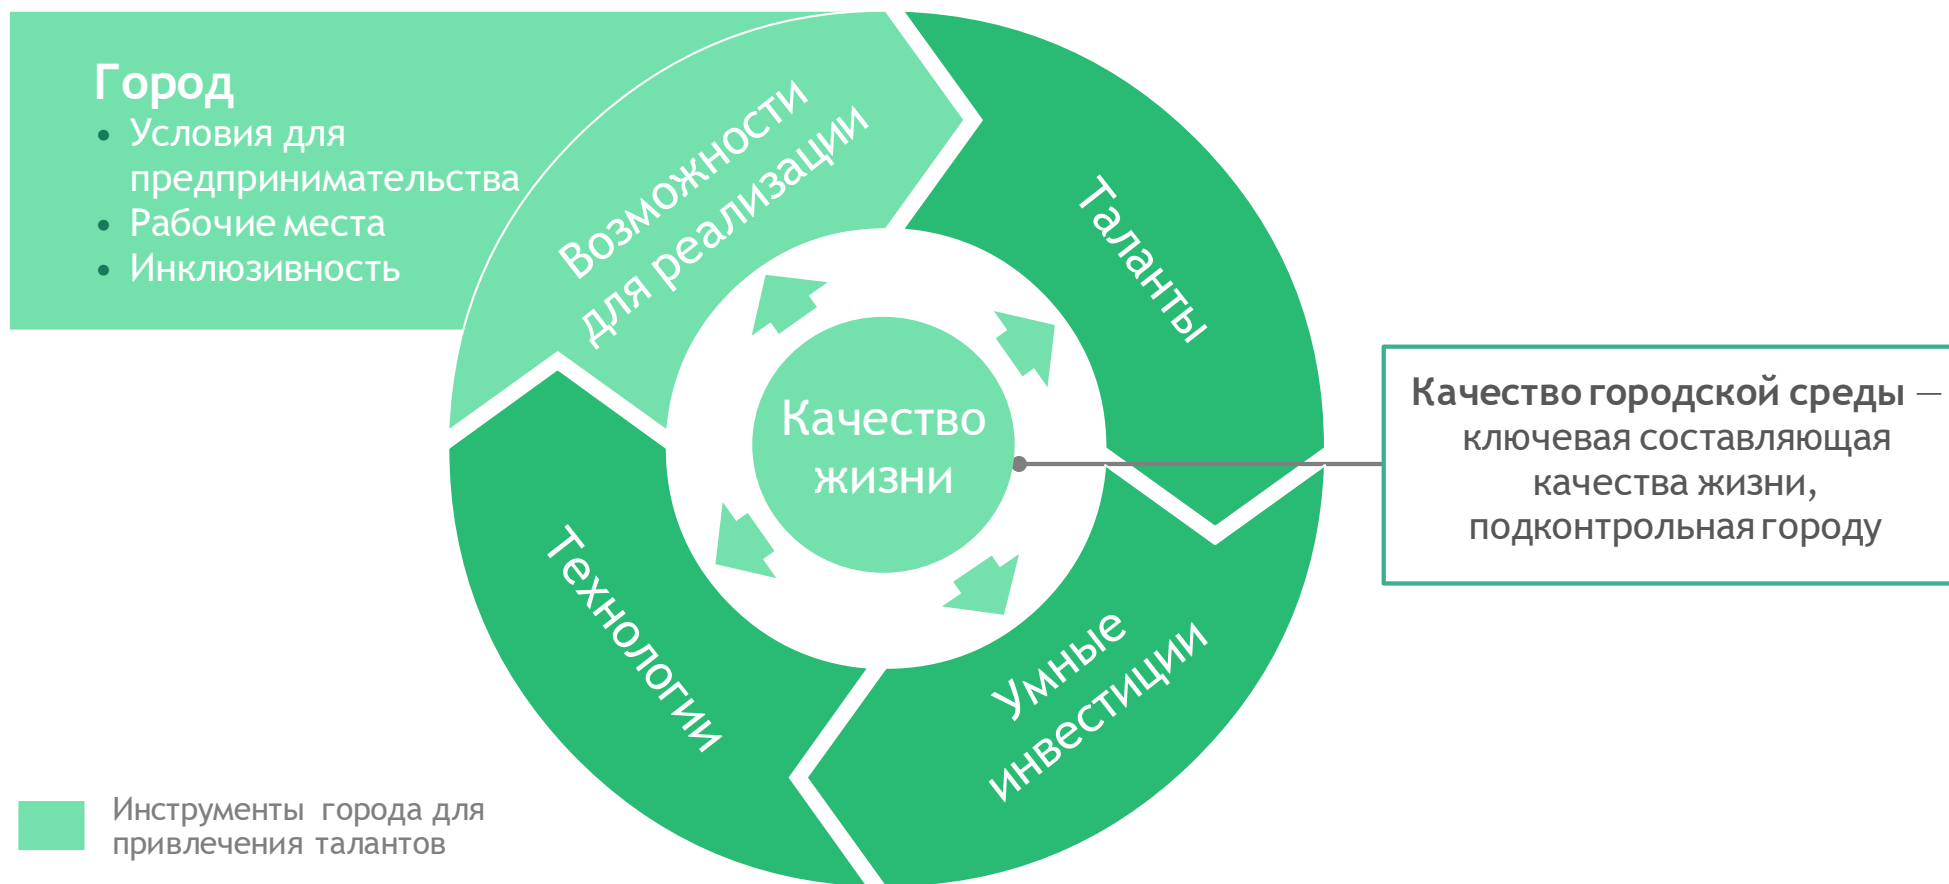 Город
• Условия для
предпринимательства
• Рабочие места
• Инклюзивность
Возможности
для реализации
Таланты
Качество
жизни
Качество городской среды —
ключевая составляющая
качества жизни,
подконтрольная городу
Технологии
Умные
инвестиции
Инструменты города для
привлечения талантов